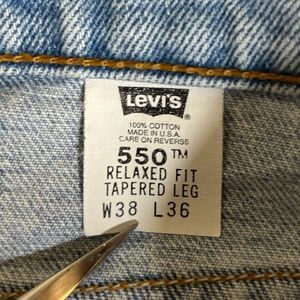 LEVI'S
®
100% COTTON
MADE IN U.S.A.
CARE ON REVERSE
550™
RELAXED FIT
TAPERED LEG
W38 L36